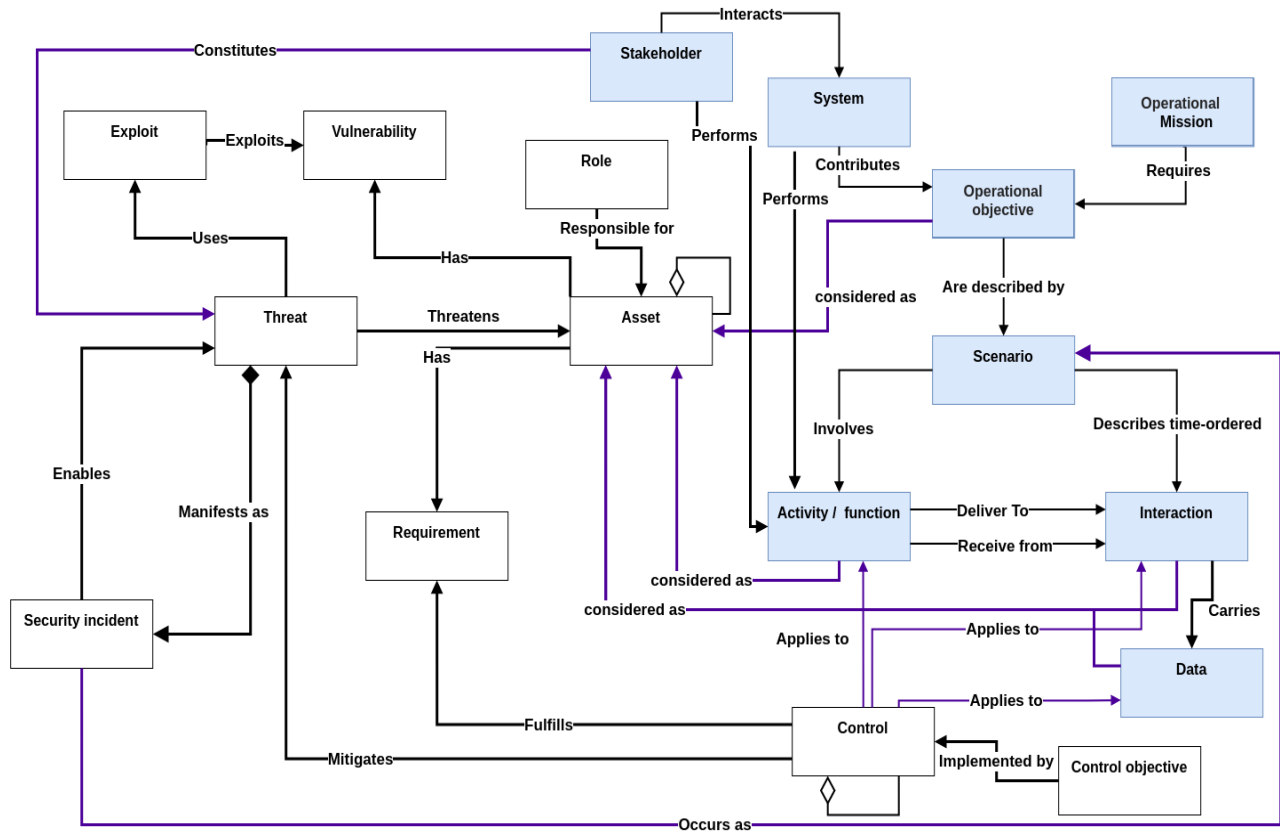 Interacts
Constitutes
Stakeholder
System
Operational
Mission
Exploit
Exploits
Vulnerability
Performs
Role
Contributes
Requires
Performs
Operational
objective
Responsible for
Uses
Has
Are described by
considered as
Threat
Threatens
Asset
Has
Scenario
Involves
Describes time-ordered
Enables
Manifests as
Requirement
Activity /  function
Deliver To
Receive from
Interaction
considered as
considered as
Security incident
Applies to
Applies to
Carries
Data
Applies to
Fulfills
Control
Mitigates
Implemented by
Control objective
Occurs as